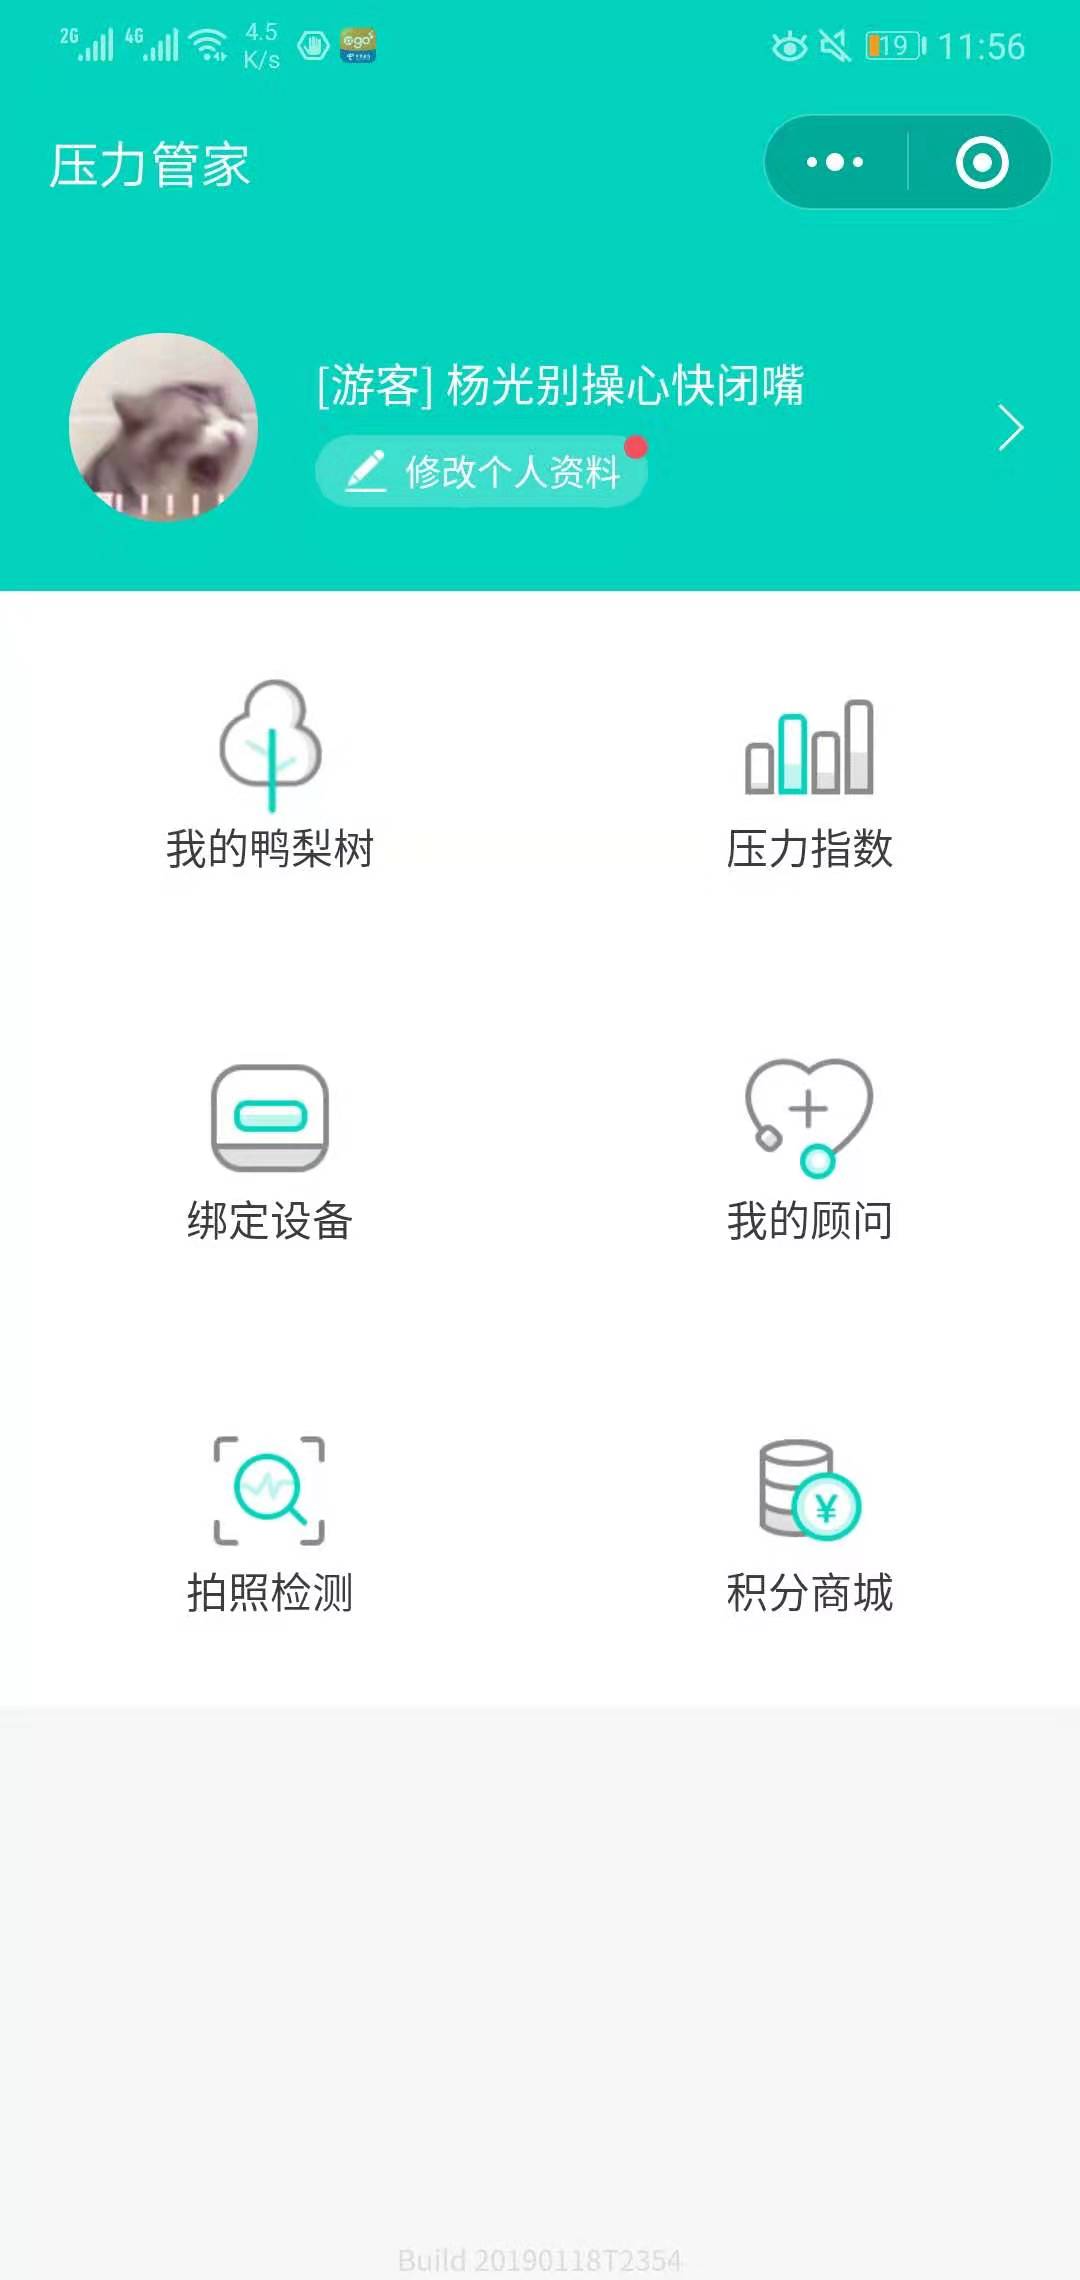 2G 4G 4.5 K/s 19 11:56
压力管家
[游客] 杨光别操心快闭嘴
修改个人资料
我的鸭梨树 压力指数
绑定设备 我的顾问
拍照检测 积分商城
Build 20190118T2354